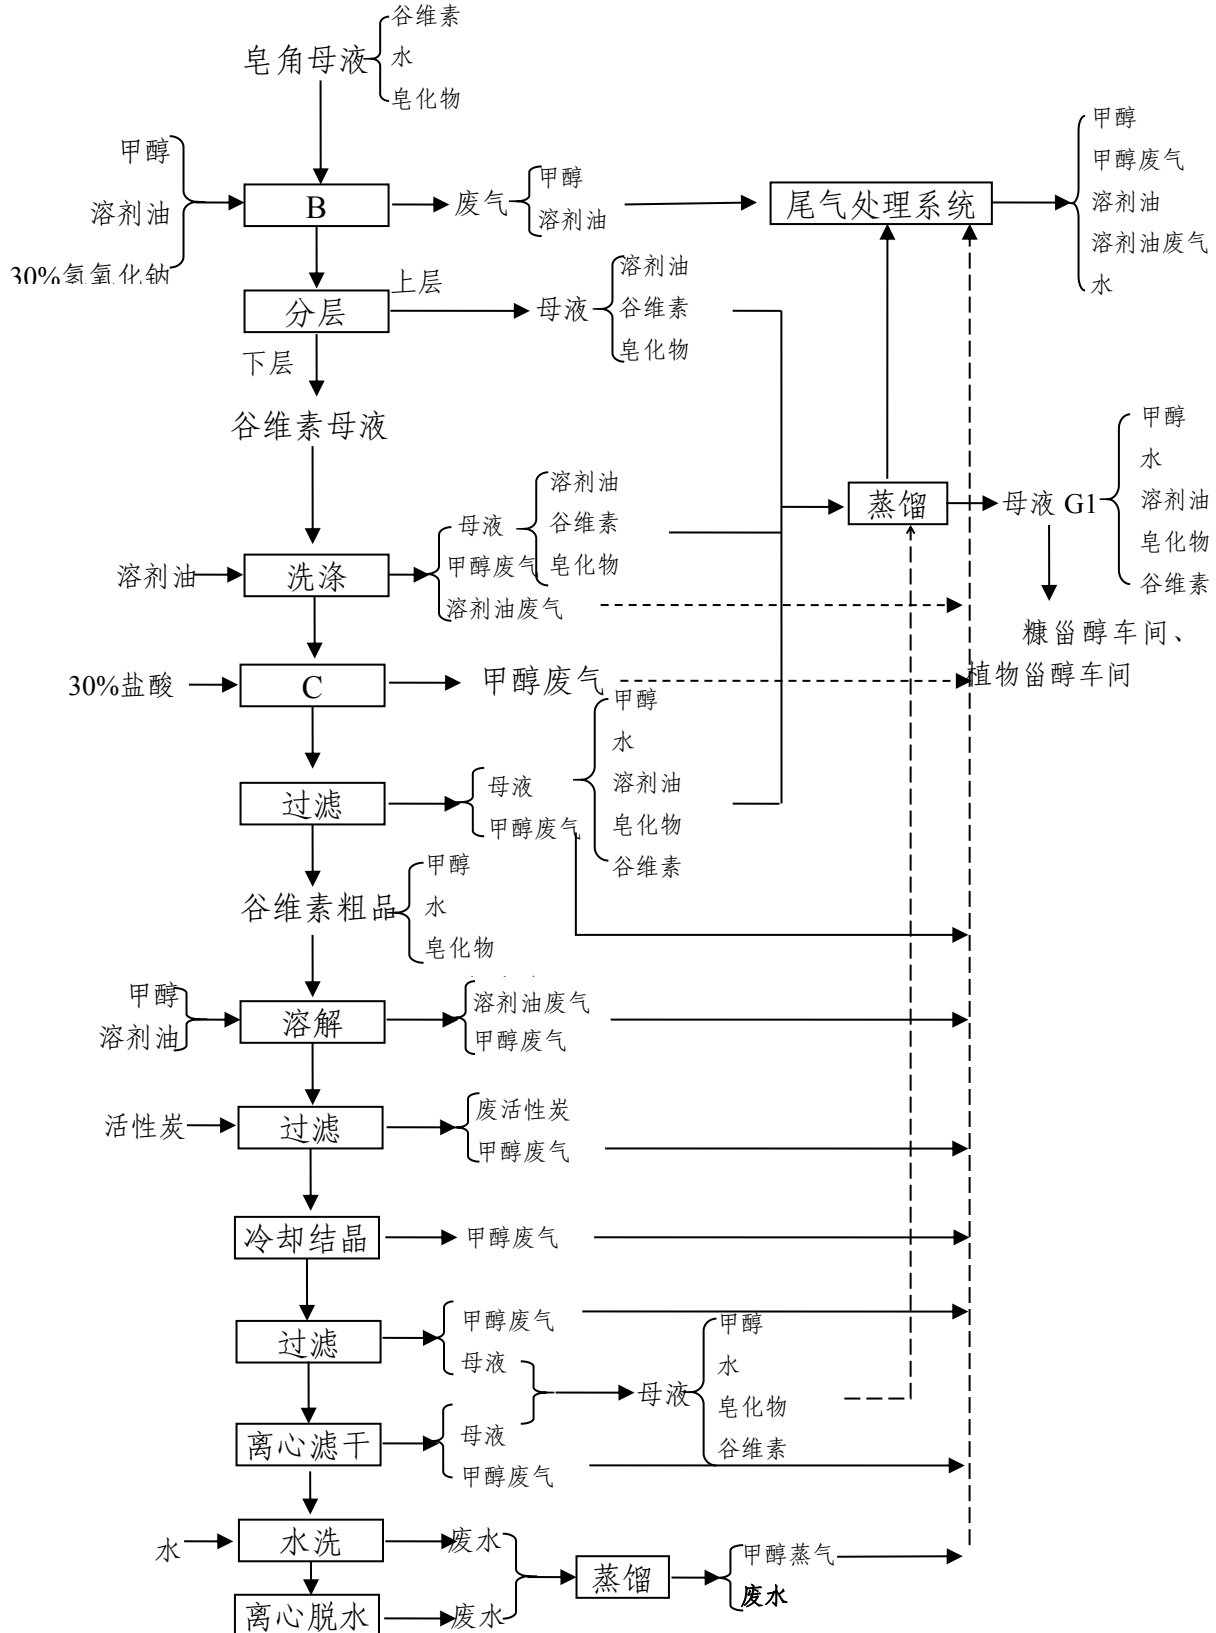 谷维素
皂角母液
水
皂化物
甲醇
溶剂油
30%氢氧化钠
B
废气
甲醇
溶剂油
尾气处理系统
甲醇
甲醇废气
溶剂油
溶剂油废气
水
分层
上层
母液
溶剂油
谷维素
皂化物
下层
谷维素母液
蒸馏
母液 G1
甲醇
水
溶剂油
皂化物
谷维素
糠甾醇车间、
植物甾醇车间
溶剂油
洗涤
母液
溶剂油
谷维素
皂化物
甲醇废气
溶剂油废气
30%盐酸
C
甲醇废气
过滤
母液
甲醇废气
甲醇
水
溶剂油
皂化物
谷维素
谷维素粗品
甲醇
水
皂化物
甲醇
溶剂油
溶解
溶剂油废气
甲醇废气
活性炭
过滤
废活性炭
甲醇废气
冷却结晶
甲醇废气
过滤
甲醇废气
母液
母液
甲醇
水
皂化物
谷维素
离心滤干
母液
甲醇废气
水
水洗
废水
蒸馏
甲醇蒸气
废水
离心脱水
废水